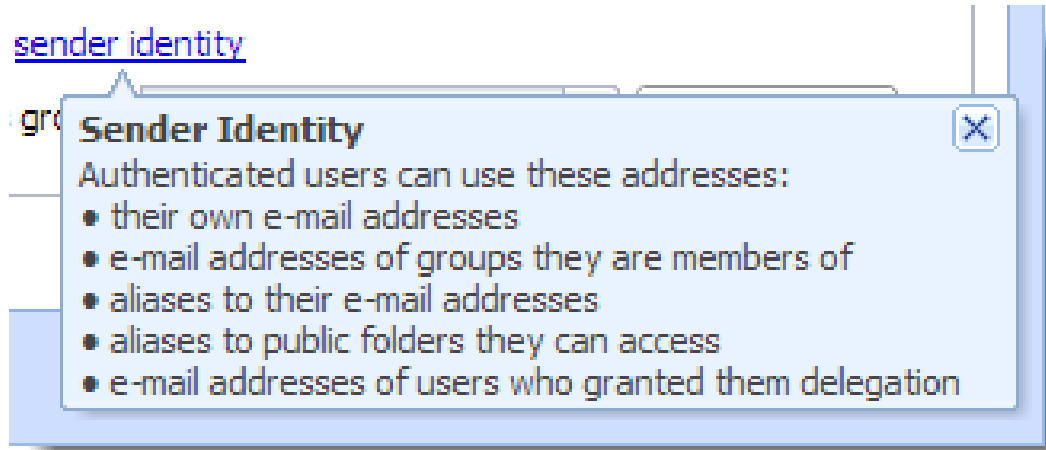 sender identity
gro
Sender Identity
Authenticated users can use these addresses:
• their own e-mail addresses
• e-mail addresses of groups they are members of
• aliases to their e-mail addresses
• aliases to public folders they can access
• e-mail addresses of users who granted them delegation